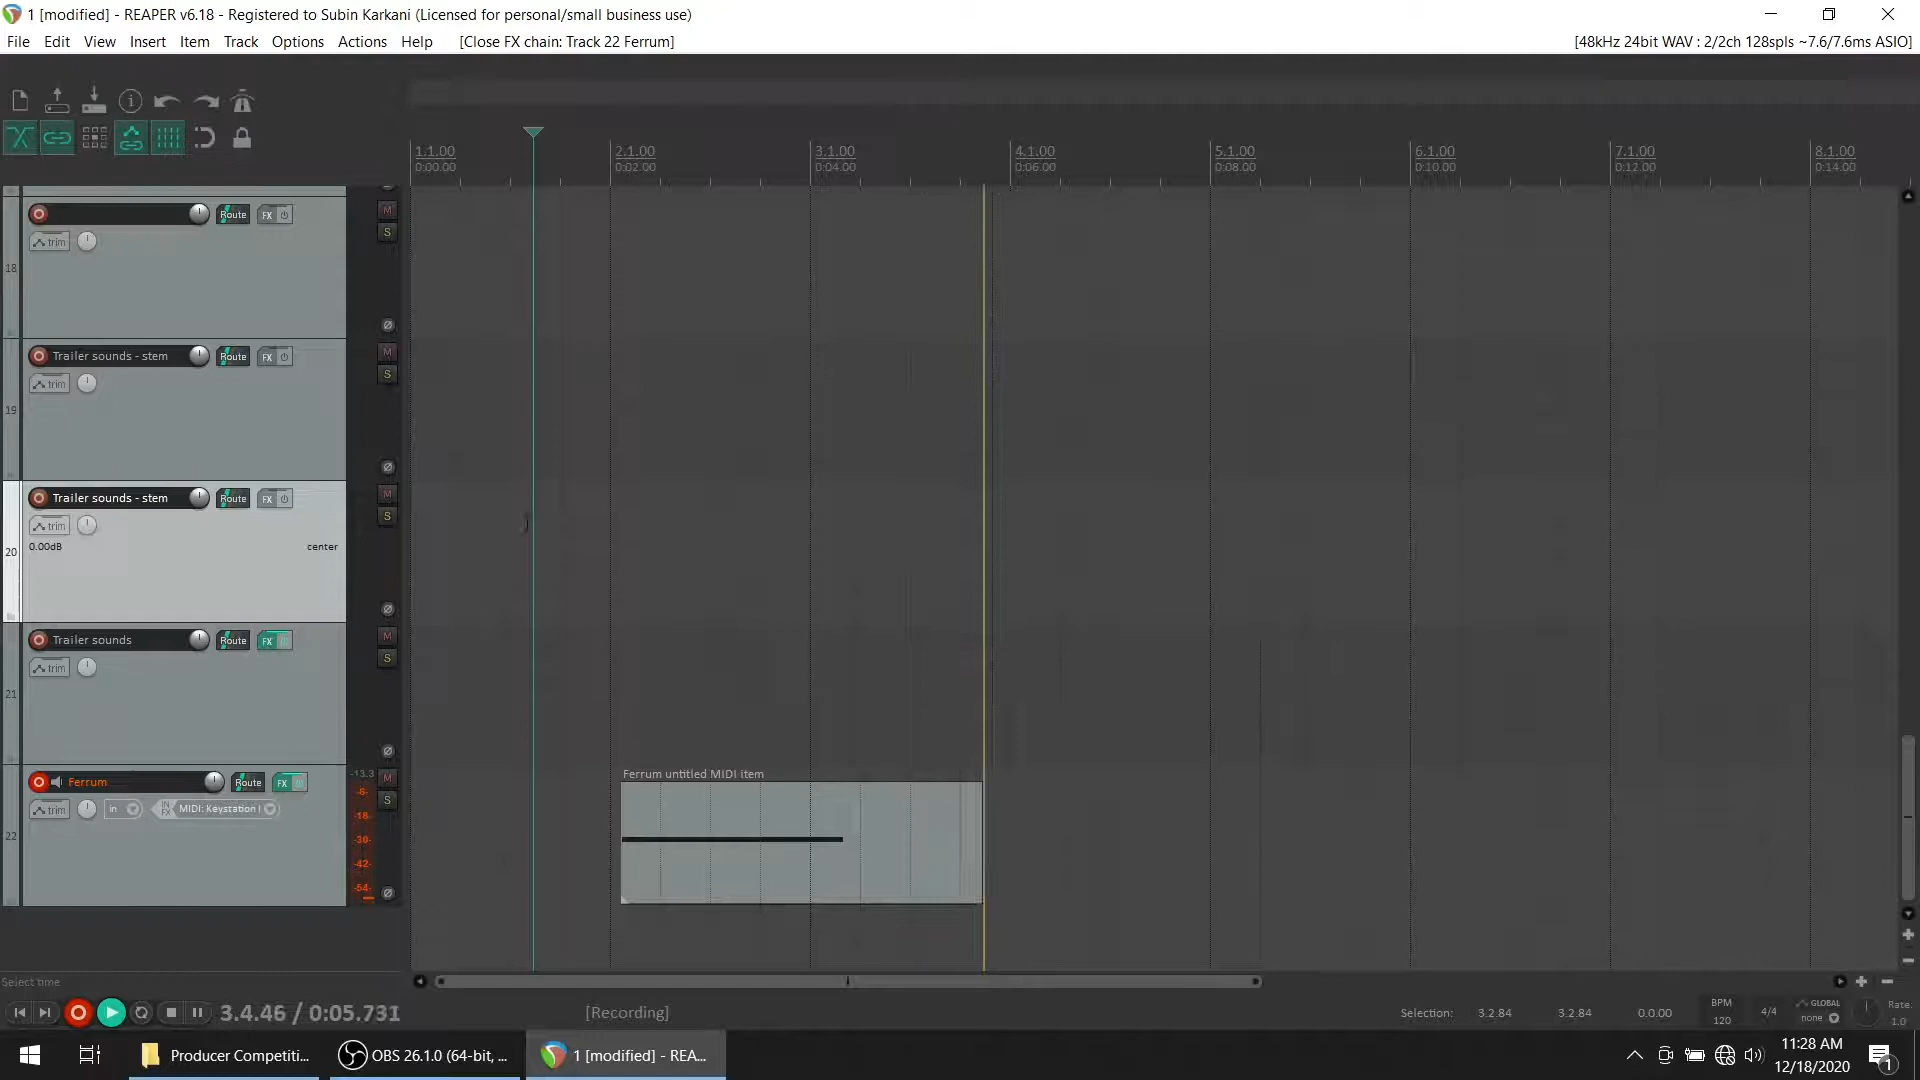 1 [modified] - REAPER v6.18 - Registered to Subin Karkani (Licensed for personal/small business use)
File Edit View Insert Item Track Options Actions Help [Close FX chain: Track 22 Ferrum] [48kHz 24bit WAV : 2/2ch 128spls ~7.6/7.6ms ASIO]
1.1.00 2.1.00 3.1.00 4.1.00 5.1.00 6.1.00 7.1.00 8.1.00
0:00.00 0:02.00 0:04.00 0:06.00 0:08.00 0:10.00 0:12.00 0:14.00
Route FX M
trim S
18
Trailer sounds - stem Route FX M
trim S
19
Trailer sounds - stem Route FX M
trim S
0.00dB center
20
Trailer sounds Route FX M
trim S
21
Ferrum untitled MIDI item
Ferrum Route FX -13.3 M
-6-
trim in IN FX MIDI: Keystation S
-18-
22
-30-
-42-
-54-
Select time
3.4.46 / 0:05.731 [Recording] Selection: 3.2.84 3.2.84 0.0.00 BPM 120 4/4 GLOBAL none Rate: 1.0
Producer Competiti... OBS 26.1.0 (64-bit, ... 1 [modified] - REA... 11:28 AM
12/18/2020 1